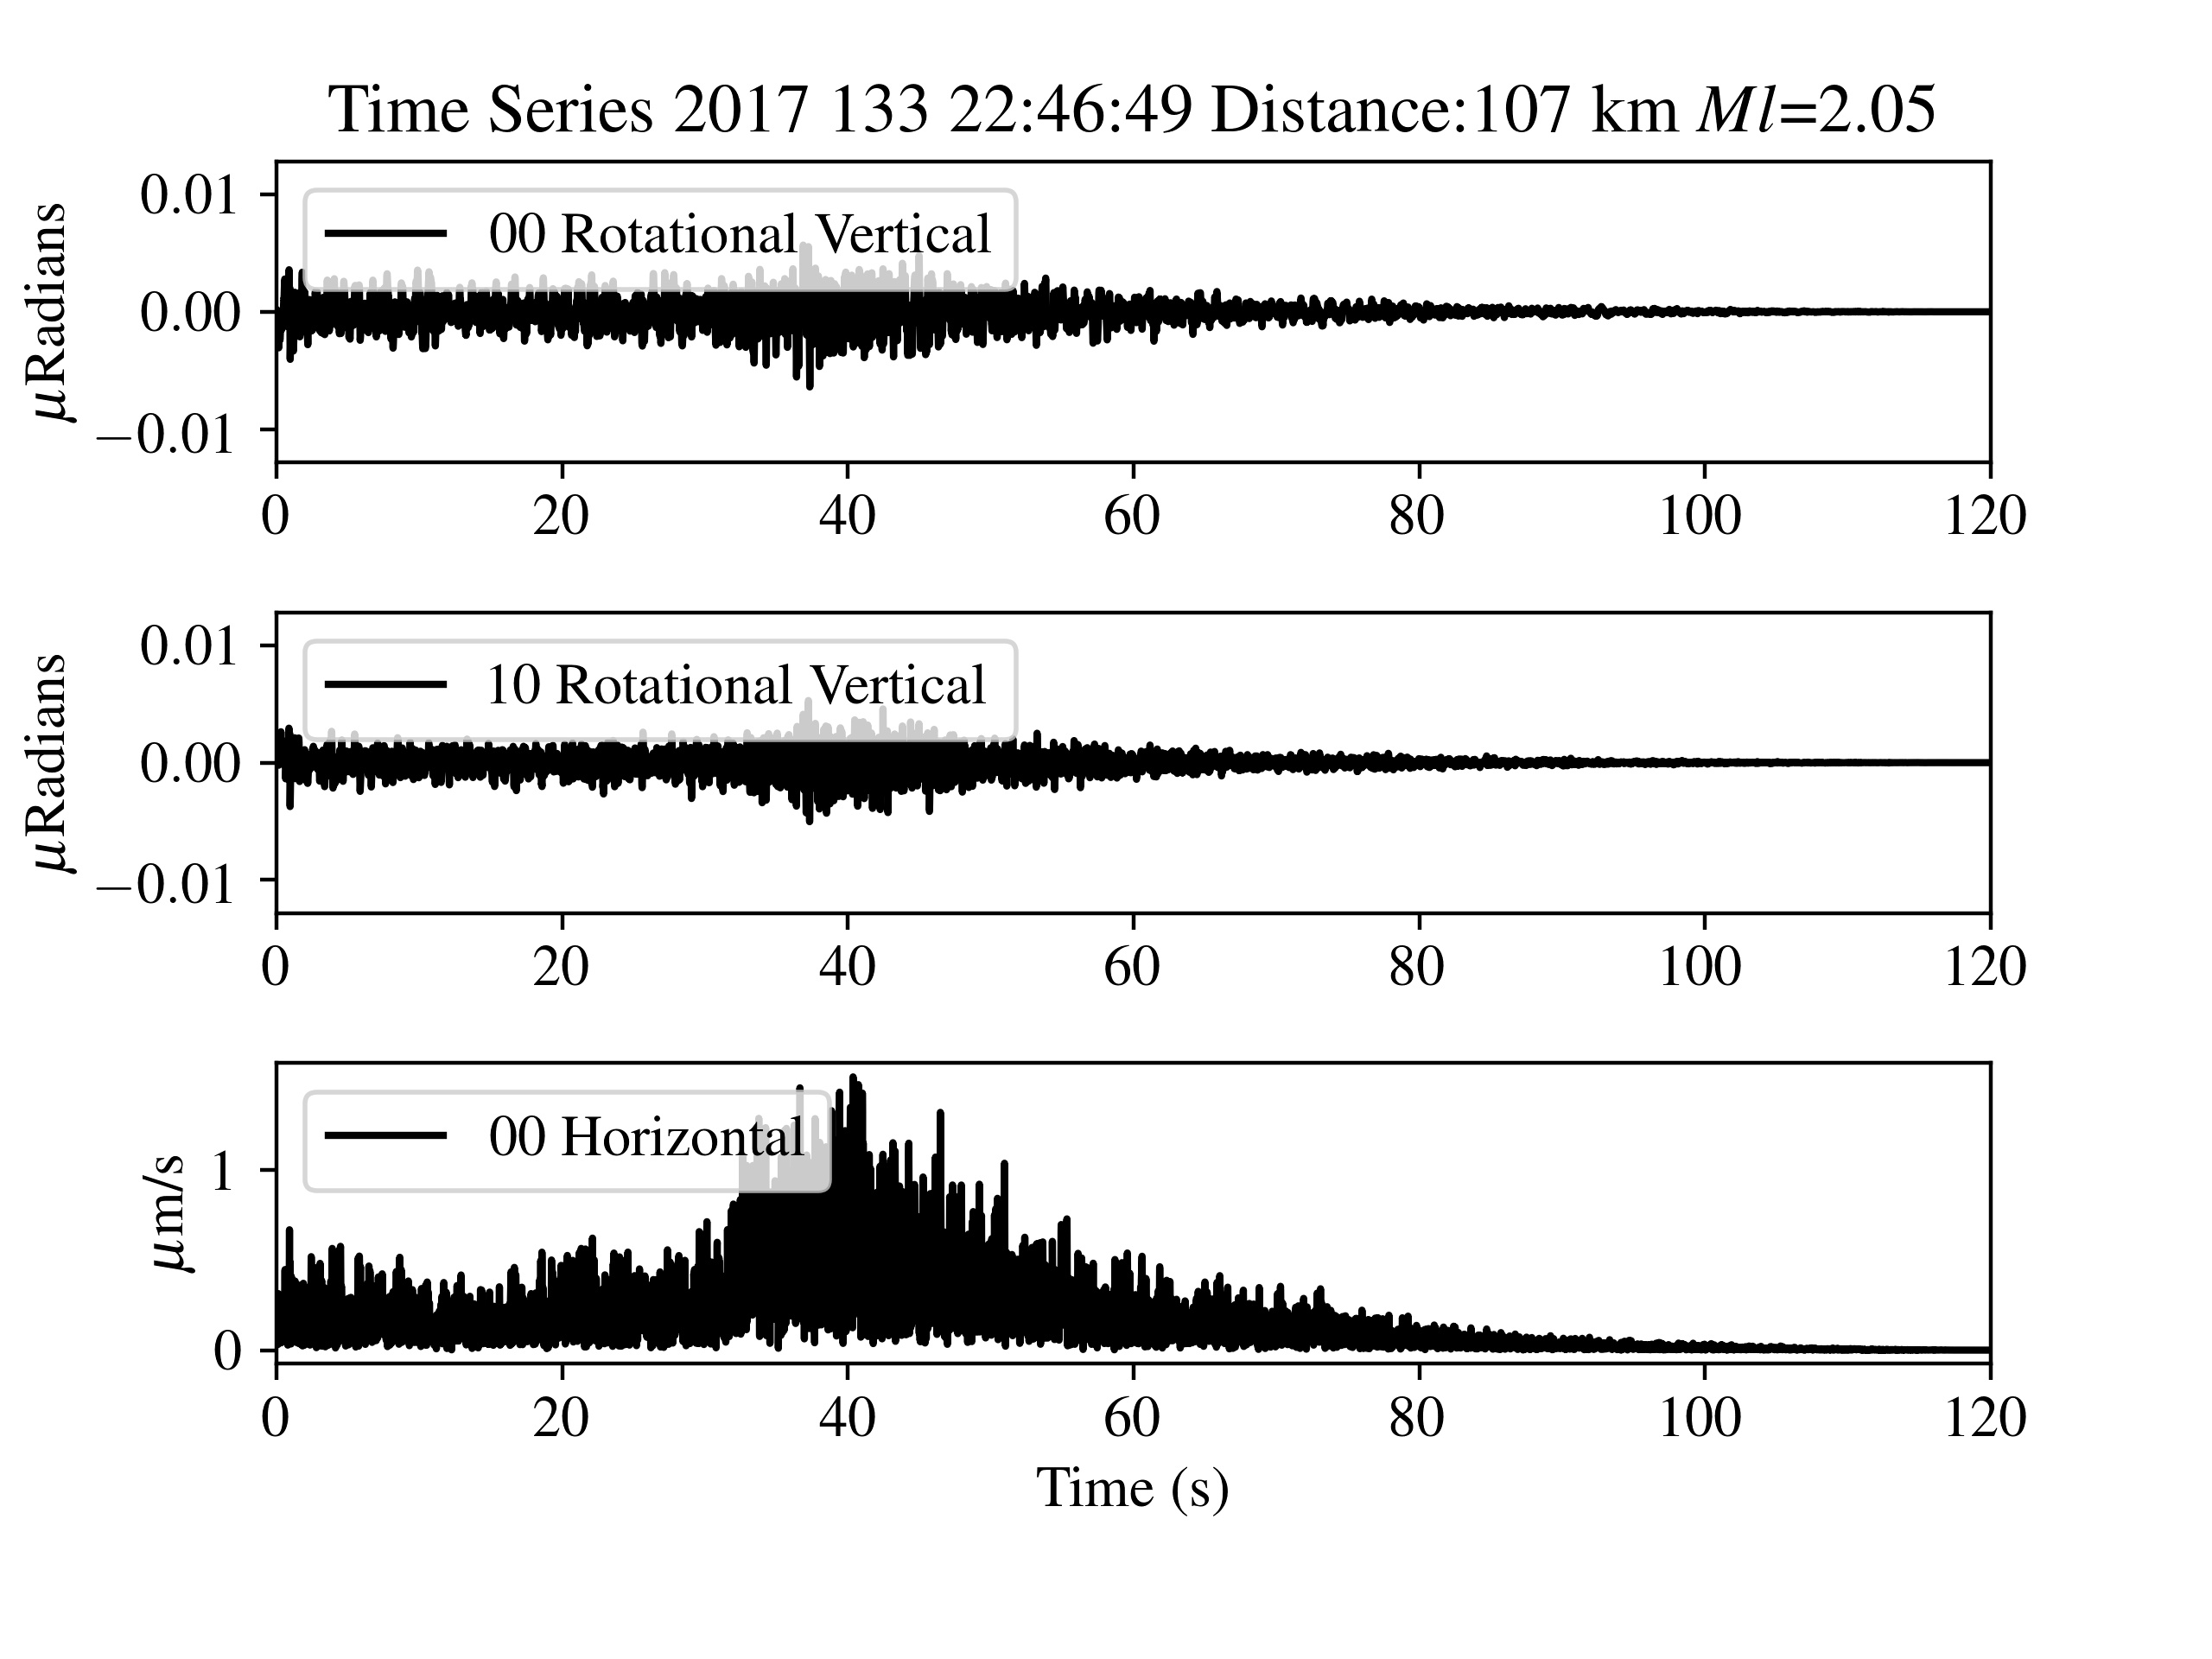 Time Series 2017 133 22:46:49 Distance:107 km Ml=2.05
μRadians
0.01
0.00
−0.01
00 Rotational Vertical
0 20 40 60 80 100 120
μRadians
0.01
0.00
−0.01
10 Rotational Vertical
0 20 40 60 80 100 120
μm/s
1
0
00 Horizontal
0 20 40 60 80 100 120
Time (s)